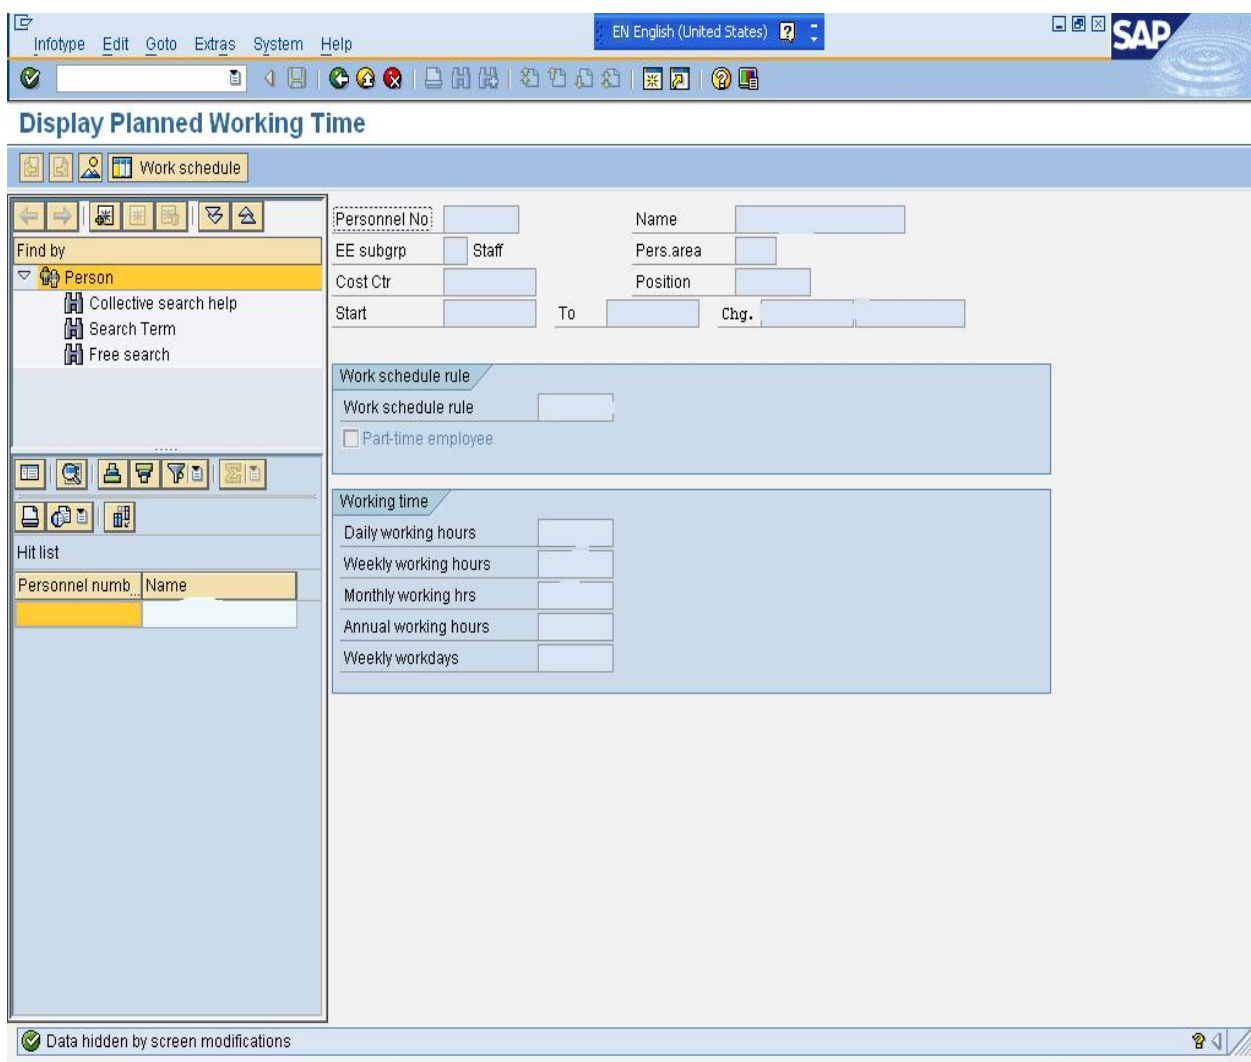 EN English (United States)
Infotype Edit Goto Extras System Help
SAP
Display Planned Working Time
Work schedule
Find by
Person
Collective search help
Search Term
Free search
Hit list
Personnel numb.. Name
Personnel No Name
EE subgrp Staff Pers.area
Cost Ctr Position
Start To Chg.
Work schedule rule
Work schedule rule
Part-time employee
Working time
Daily working hours
Weekly working hours
Monthly working hrs
Annual working hours
Weekly workdays
Data hidden by screen modifications